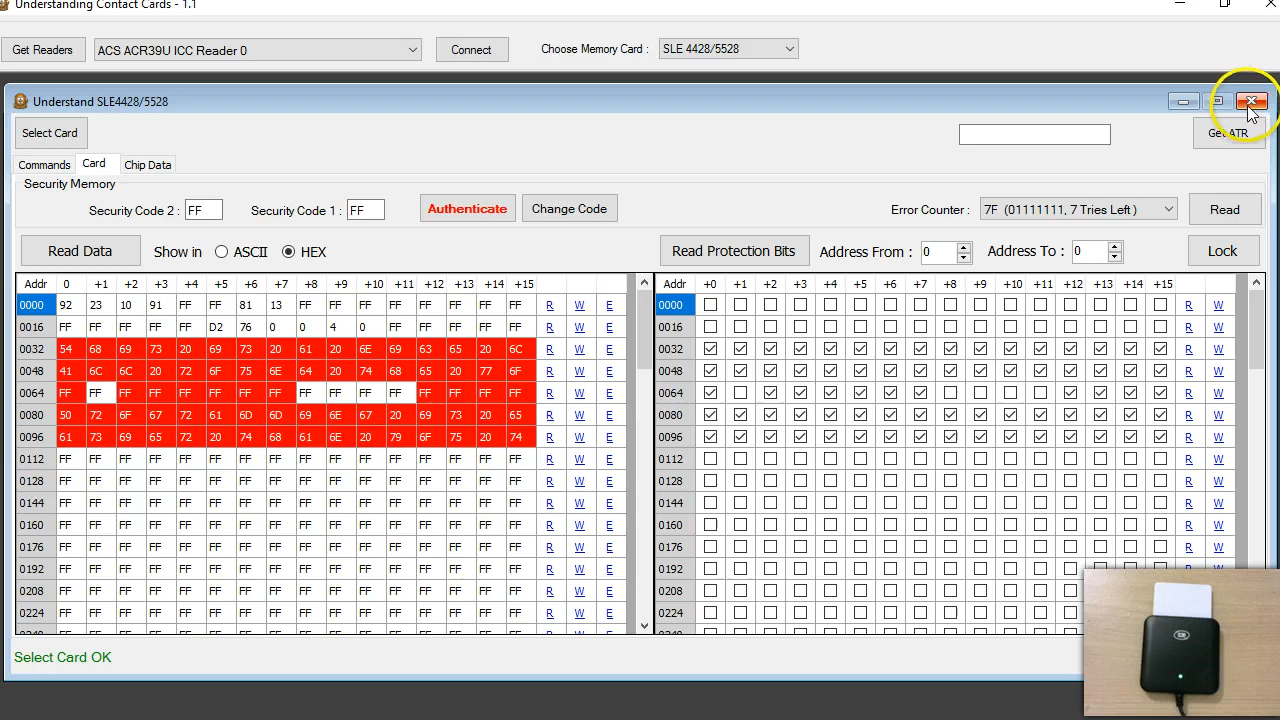 Understanding Contact Cards - 1.1
Get Readers ACS ACR39U ICC Reader 0 Connect Choose Memory Card : SLE 4428/5528
Understand SLE4428/5528
Select Card Get ATR
Commands Card Chip Data
Security Memory
Security Code 2 : FF Security Code 1 : FF Authenticate Change Code Error Counter : 7F (01111111, 7 Tries Left ) Read
Read Data Show in ASCII HEX Read Protection Bits Address From : 0 Address To : 0 Lock
Addr 0 +1 +2 +3 +4 +5 +6 +7 +8 +9 +10 +11 +12 +13 +14 +15 Addr +0 +1 +2 +3 +4 +5 +6 +7 +8 +9 +10 +11 +12 +13 +14 +15
0000 92 23 10 91 FF FF 81 13 FF FF FF FF FF FF FF FF R W E 0000 R W
0016 FF FF FF FF FF D2 76 0 0 4 0 FF FF FF FF FF R W E 0016 R W
0032 54 68 69 73 20 69 73 20 61 20 6E 69 63 65 20 6C R W E 0032 R W
0048 41 6C 6C 20 72 6F 75 6E 64 20 74 68 65 20 77 6F R W E 0048 R W
0064 FF FF FF FF FF FF FF FF FF FF FF FF FF FF FF FF R W E 0064 R W
0080 50 72 6F 67 72 61 6D 6D 69 6E 67 20 69 73 20 65 R W E 0080 R W
0096 61 73 69 65 72 20 74 68 61 6E 20 79 6F 75 20 74 R W E 0096 R W
0112 FF FF FF FF FF FF FF FF FF FF FF FF FF FF FF FF R W E 0112 R W
0128 FF FF FF FF FF FF FF FF FF FF FF FF FF FF FF FF R W E 0128 R W
0144 FF FF FF FF FF FF FF FF FF FF FF FF FF FF FF FF R W E 0144 R W
0160 FF FF FF FF FF FF FF FF FF FF FF FF FF FF FF FF R W E 0160 R W
0176 FF FF FF FF FF FF FF FF FF FF FF FF FF FF FF FF R W E 0176 R W
0192 FF FF FF FF FF FF FF FF FF FF FF FF FF FF FF FF R W E 0192 R W
0208 FF FF FF FF FF FF FF FF FF FF FF FF FF FF FF FF R W E 0208
0224 FF FF FF FF FF FF FF FF FF FF FF FF FF FF FF FF R W E 0224
Select Card OK